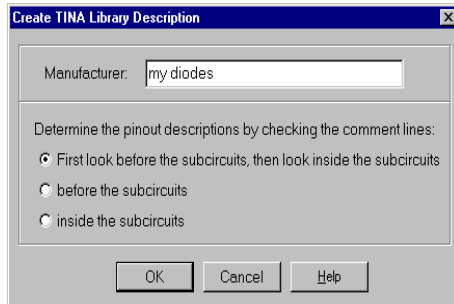 Create TINA Library Description
Manufacturer: my diodes
Determine the pinout descriptions by checking the comment lines:
First look before the subcircuits, then look inside the subcircuits
before the subcircuits
inside the subcircuits
OK Cancel Help